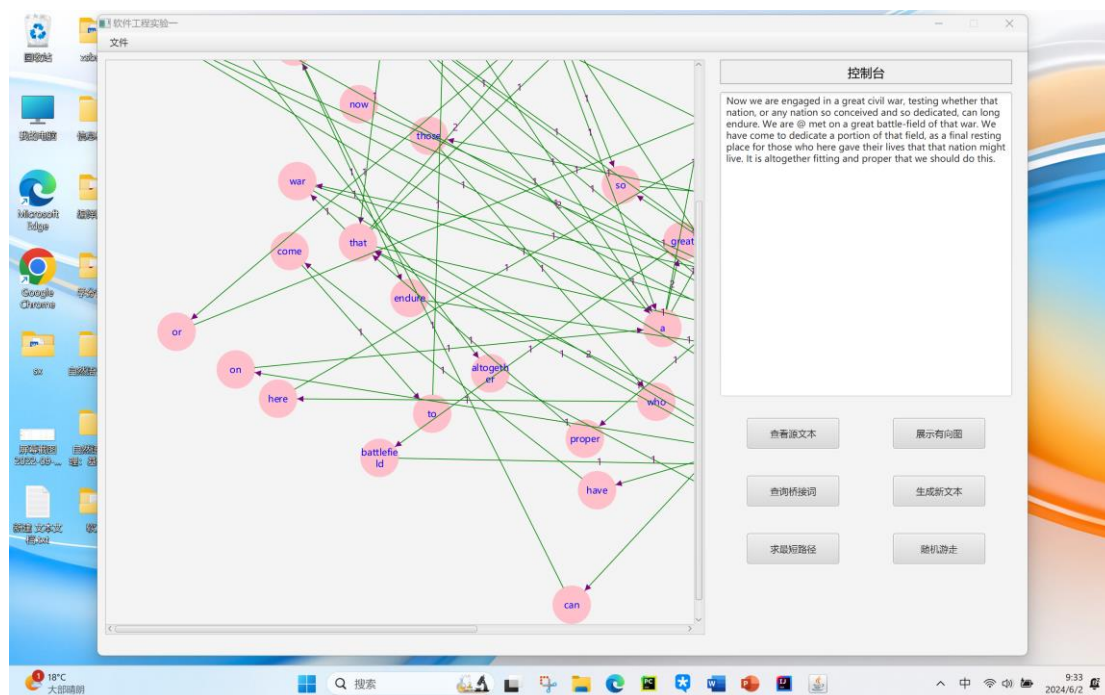 软件工程实验一
文件
回收站
我的电脑
Microsoft
Edge
Google
Chrome
sx
新建 文本文
档.txt
now
those
war
so
that
great
come
endure
or
a
on
altogeth
er
here
who
to
proper
battlefie
ld
have
can
控制台
Now we are engaged in a great civil war, testing whether that
nation, or any nation so conceived and so dedicated, can long
endure. We are @ met on a great battle-field of that war. We
have come to dedicate a portion of that field, as a final resting
place for those who here gave their lives that that nation might
live. It is altogether fitting and proper that we should do this.
查看源文本
展示有向图
查询桥接词
生成新文本
求最短路径
随机游走
18°C
大部晴朗
搜索
中
9:33
2024/6/2